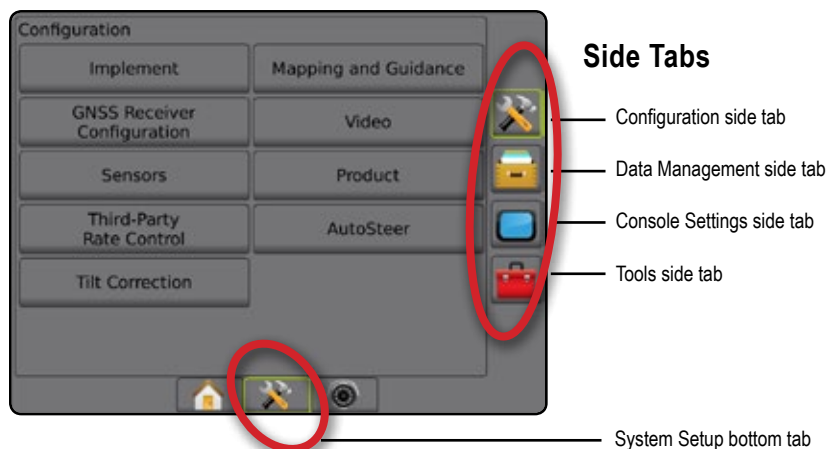 Configuration
Implement
Mapping and Guidance
GNSS Receiver
Configuration
Video
Sensors
Product
Third-Party
Rate Control
AutoSteer
Tilt Correction
Side Tabs
Configuration side tab
Data Management side tab
Console Settings side tab
Tools side tab
System Setup bottom tab